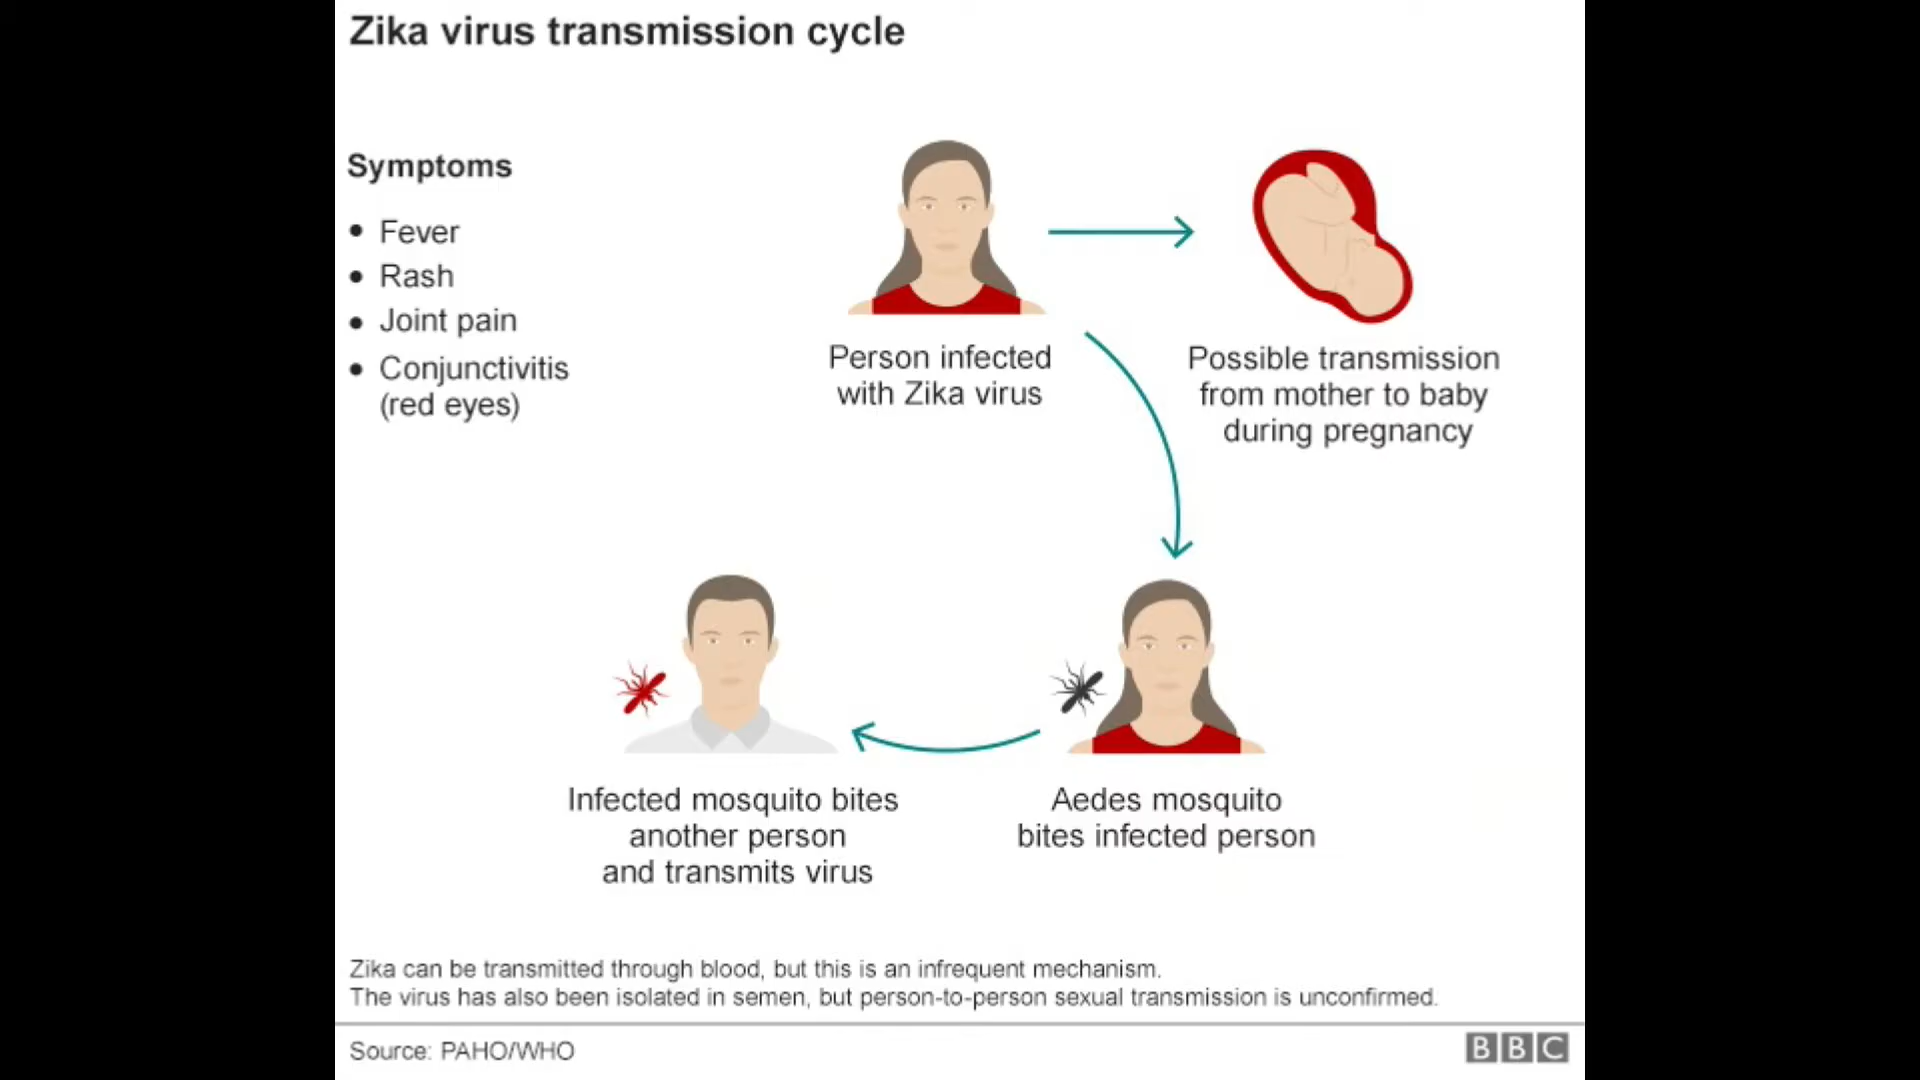 Zika virus transmission cycle
Symptoms
• Fever
• Rash
• Joint pain
• Conjunctivitis
(red eyes)
Person infected
with Zika virus
Possible transmission
from mother to baby
during pregnancy
Infected mosquito bites
another person
and transmits virus
Aedes mosquito
bites infected person
Zika can be transmitted through blood, but this is an infrequent mechanism.
The virus has also been isolated in semen, but person-to-person sexual transmission is unconfirmed.
Source: PAHO/WHO
BBC